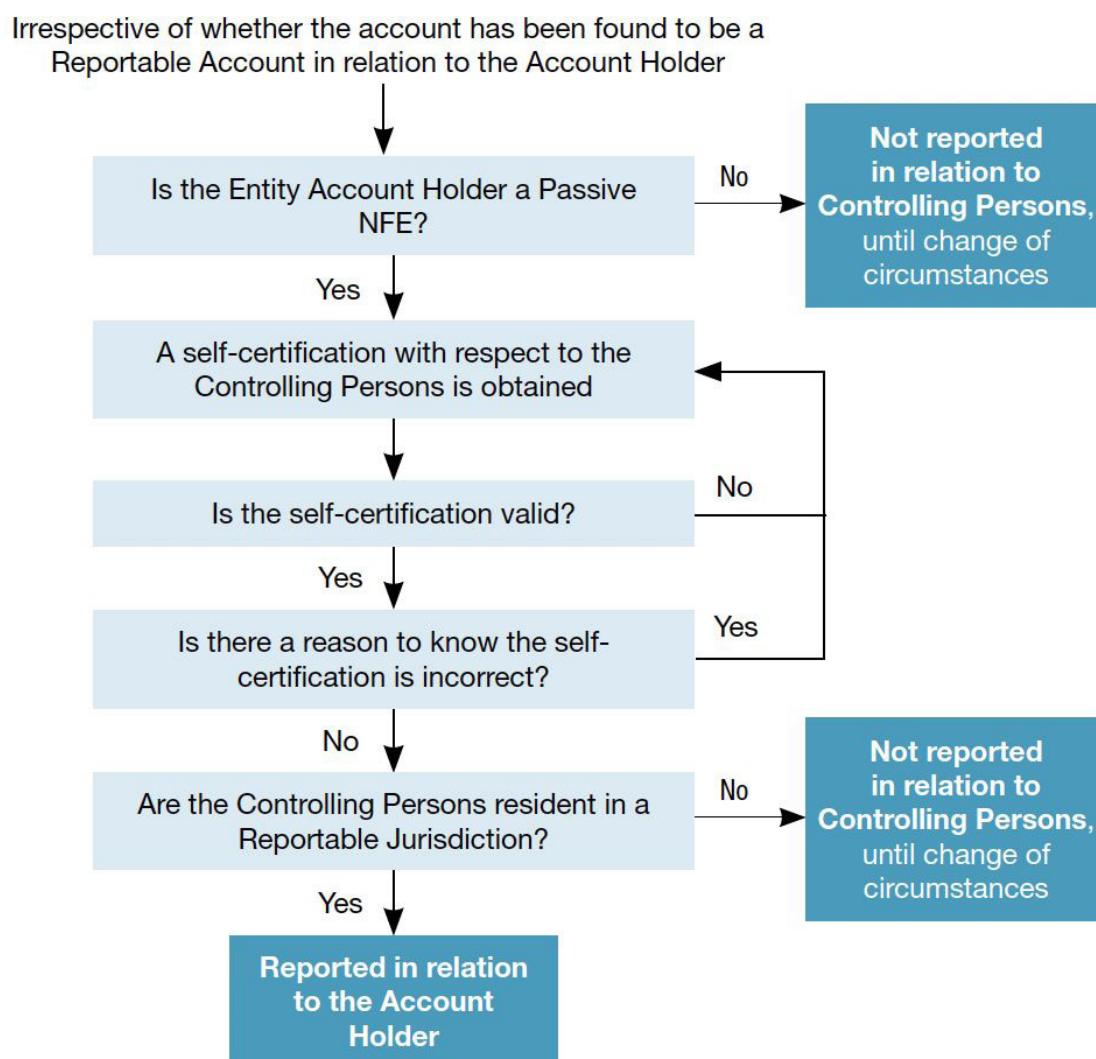 Irrespective of whether the account has been found to be a
Reportable Account in relation to the Account Holder
Is the Entity Account Holder a Passive
NFE?
No
Not reported
in relation to
Controlling Persons,
until change of
circumstances
Yes
A self-certification with respect to the
Controlling Persons is obtained
Is the self-certification valid?
No
Yes
Is there a reason to know the self-
certification is incorrect?
Yes
No
Are the Controlling Persons resident in a
Reportable Jurisdiction?
No
Not reported
in relation to
Controlling Persons,
until change of
circumstances
Yes
Reported in relation
to the Account
Holder